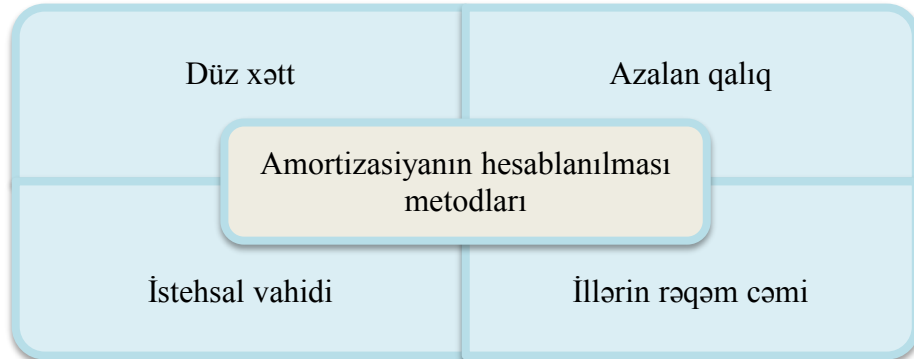 Düz xətt
Azalan qalıq
Amortizasiyanın hesablanılması
metodları
İstehsal vahidi
İllərin rəqəm cəmi